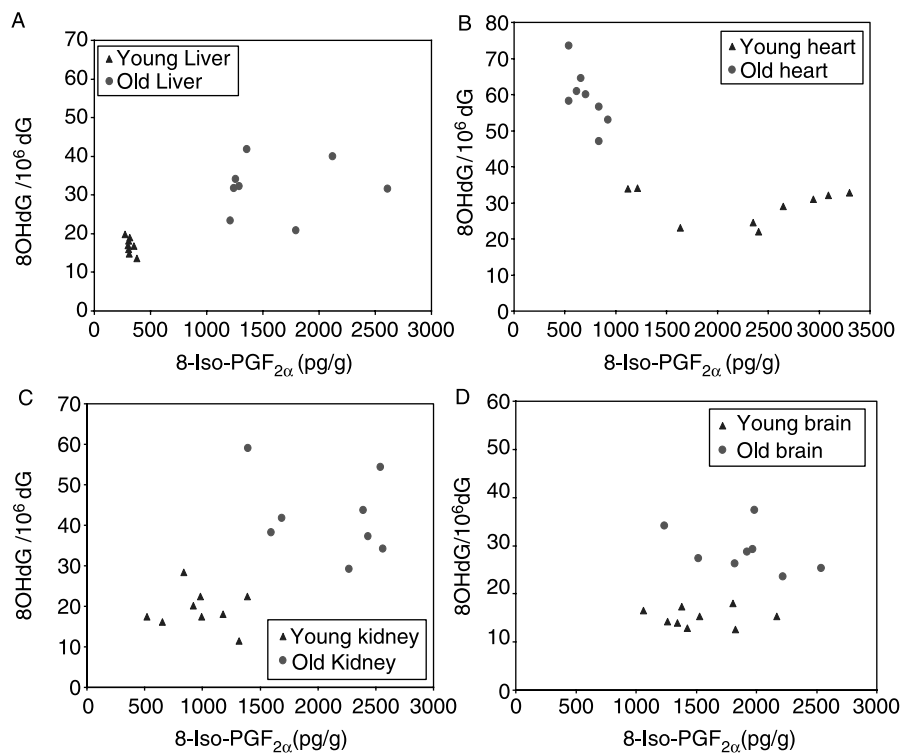 A
70
60
50
40
30
20
10
0
8OHdG /10⁶ dG
Young Liver
Old Liver
0 500 1000 1500 2000 2500 3000
8-Iso-PGF₂α (pg/g)
B
80
70
60
50
40
30
20
10
0
8OHdG/10⁶ dG
Young heart
Old heart
0 500 1000 1500 2000 2500 3000 3500
8-Iso-PGF₂α (pg/g)
C
70
60
50
40
30
20
10
0
8OHdG /10⁶ dG
Young kidney
Old Kidney
0 500 1000 1500 2000 2500 3000
8-Iso-PGF₂α (pg/g)
D
60
50
40
30
20
10
0
8OHdG/10⁶dG
Young brain
Old brain
0 500 1000 1500 2000 2500 3000
8-Iso-PGF₂α (pg/g)